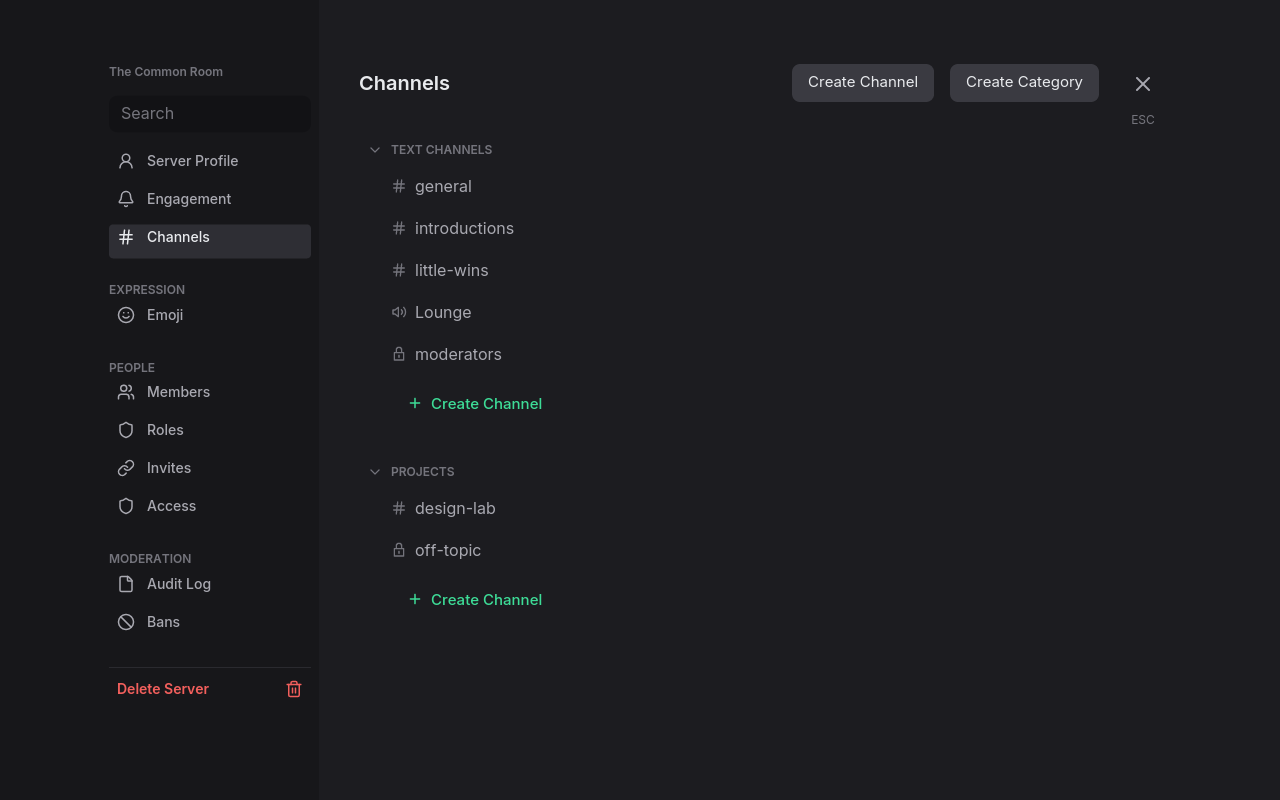 The Common Room
Search
Server Profile
Engagement
Channels
EXPRESSION
Emoji
PEOPLE
Members
Roles
Invites
Access
MODERATION
Audit Log
Bans
Delete Server
Channels
Create Channel
Create Category
ESC
TEXT CHANNELS
general
introductions
little-wins
Lounge
moderators
Create Channel
PROJECTS
design-lab
off-topic
Create Channel